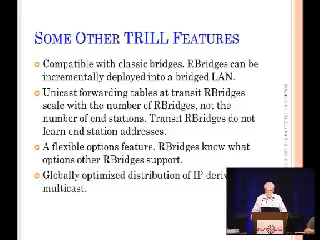 SOME OTHER TRILL FEATURES
Compatible with classic bridges. RBridges can be
incrementally deployed into a bridged LAN.
Unicast forwarding tables at transit RBridges
scale with the number of RBridges, not the
number of end stations. Transit RBridges do not
learn end station addresses.
A flexible options feature. RBridges know what
options other RBridges support.
Globally optimized distribution of IP
multicast.